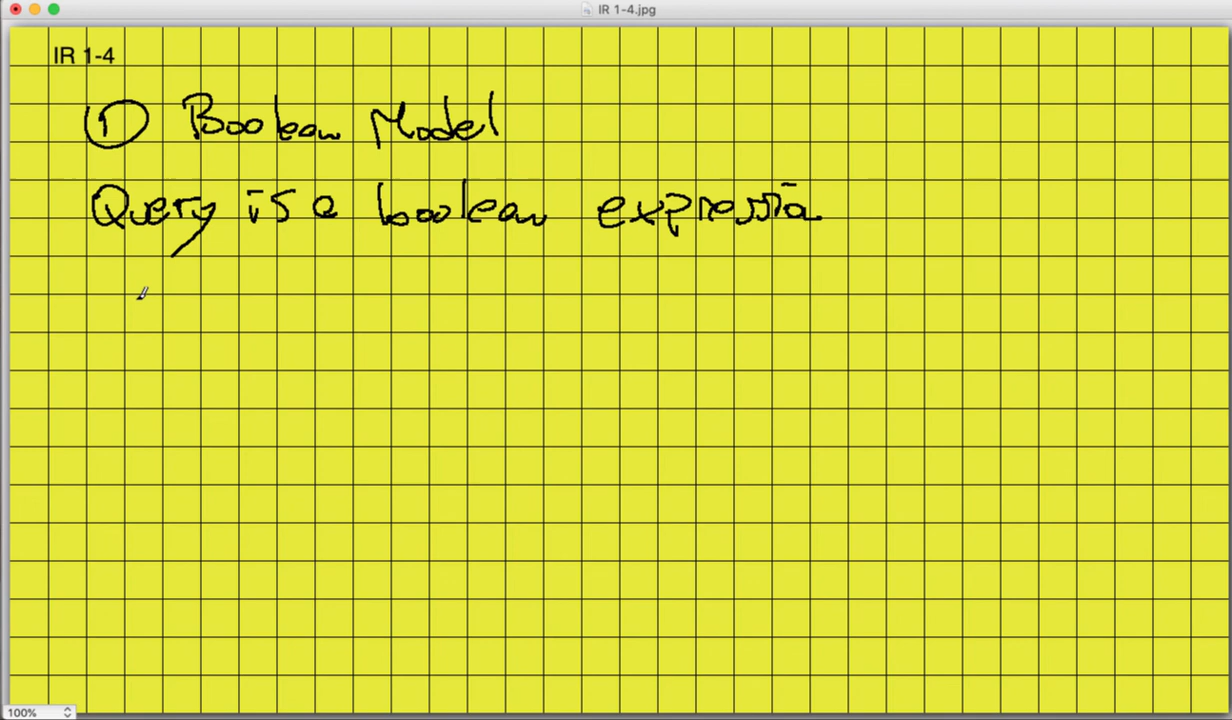 IR 1-4.jpg
IR 1-4
① Boolean Model
Query is a boolean expression
100%